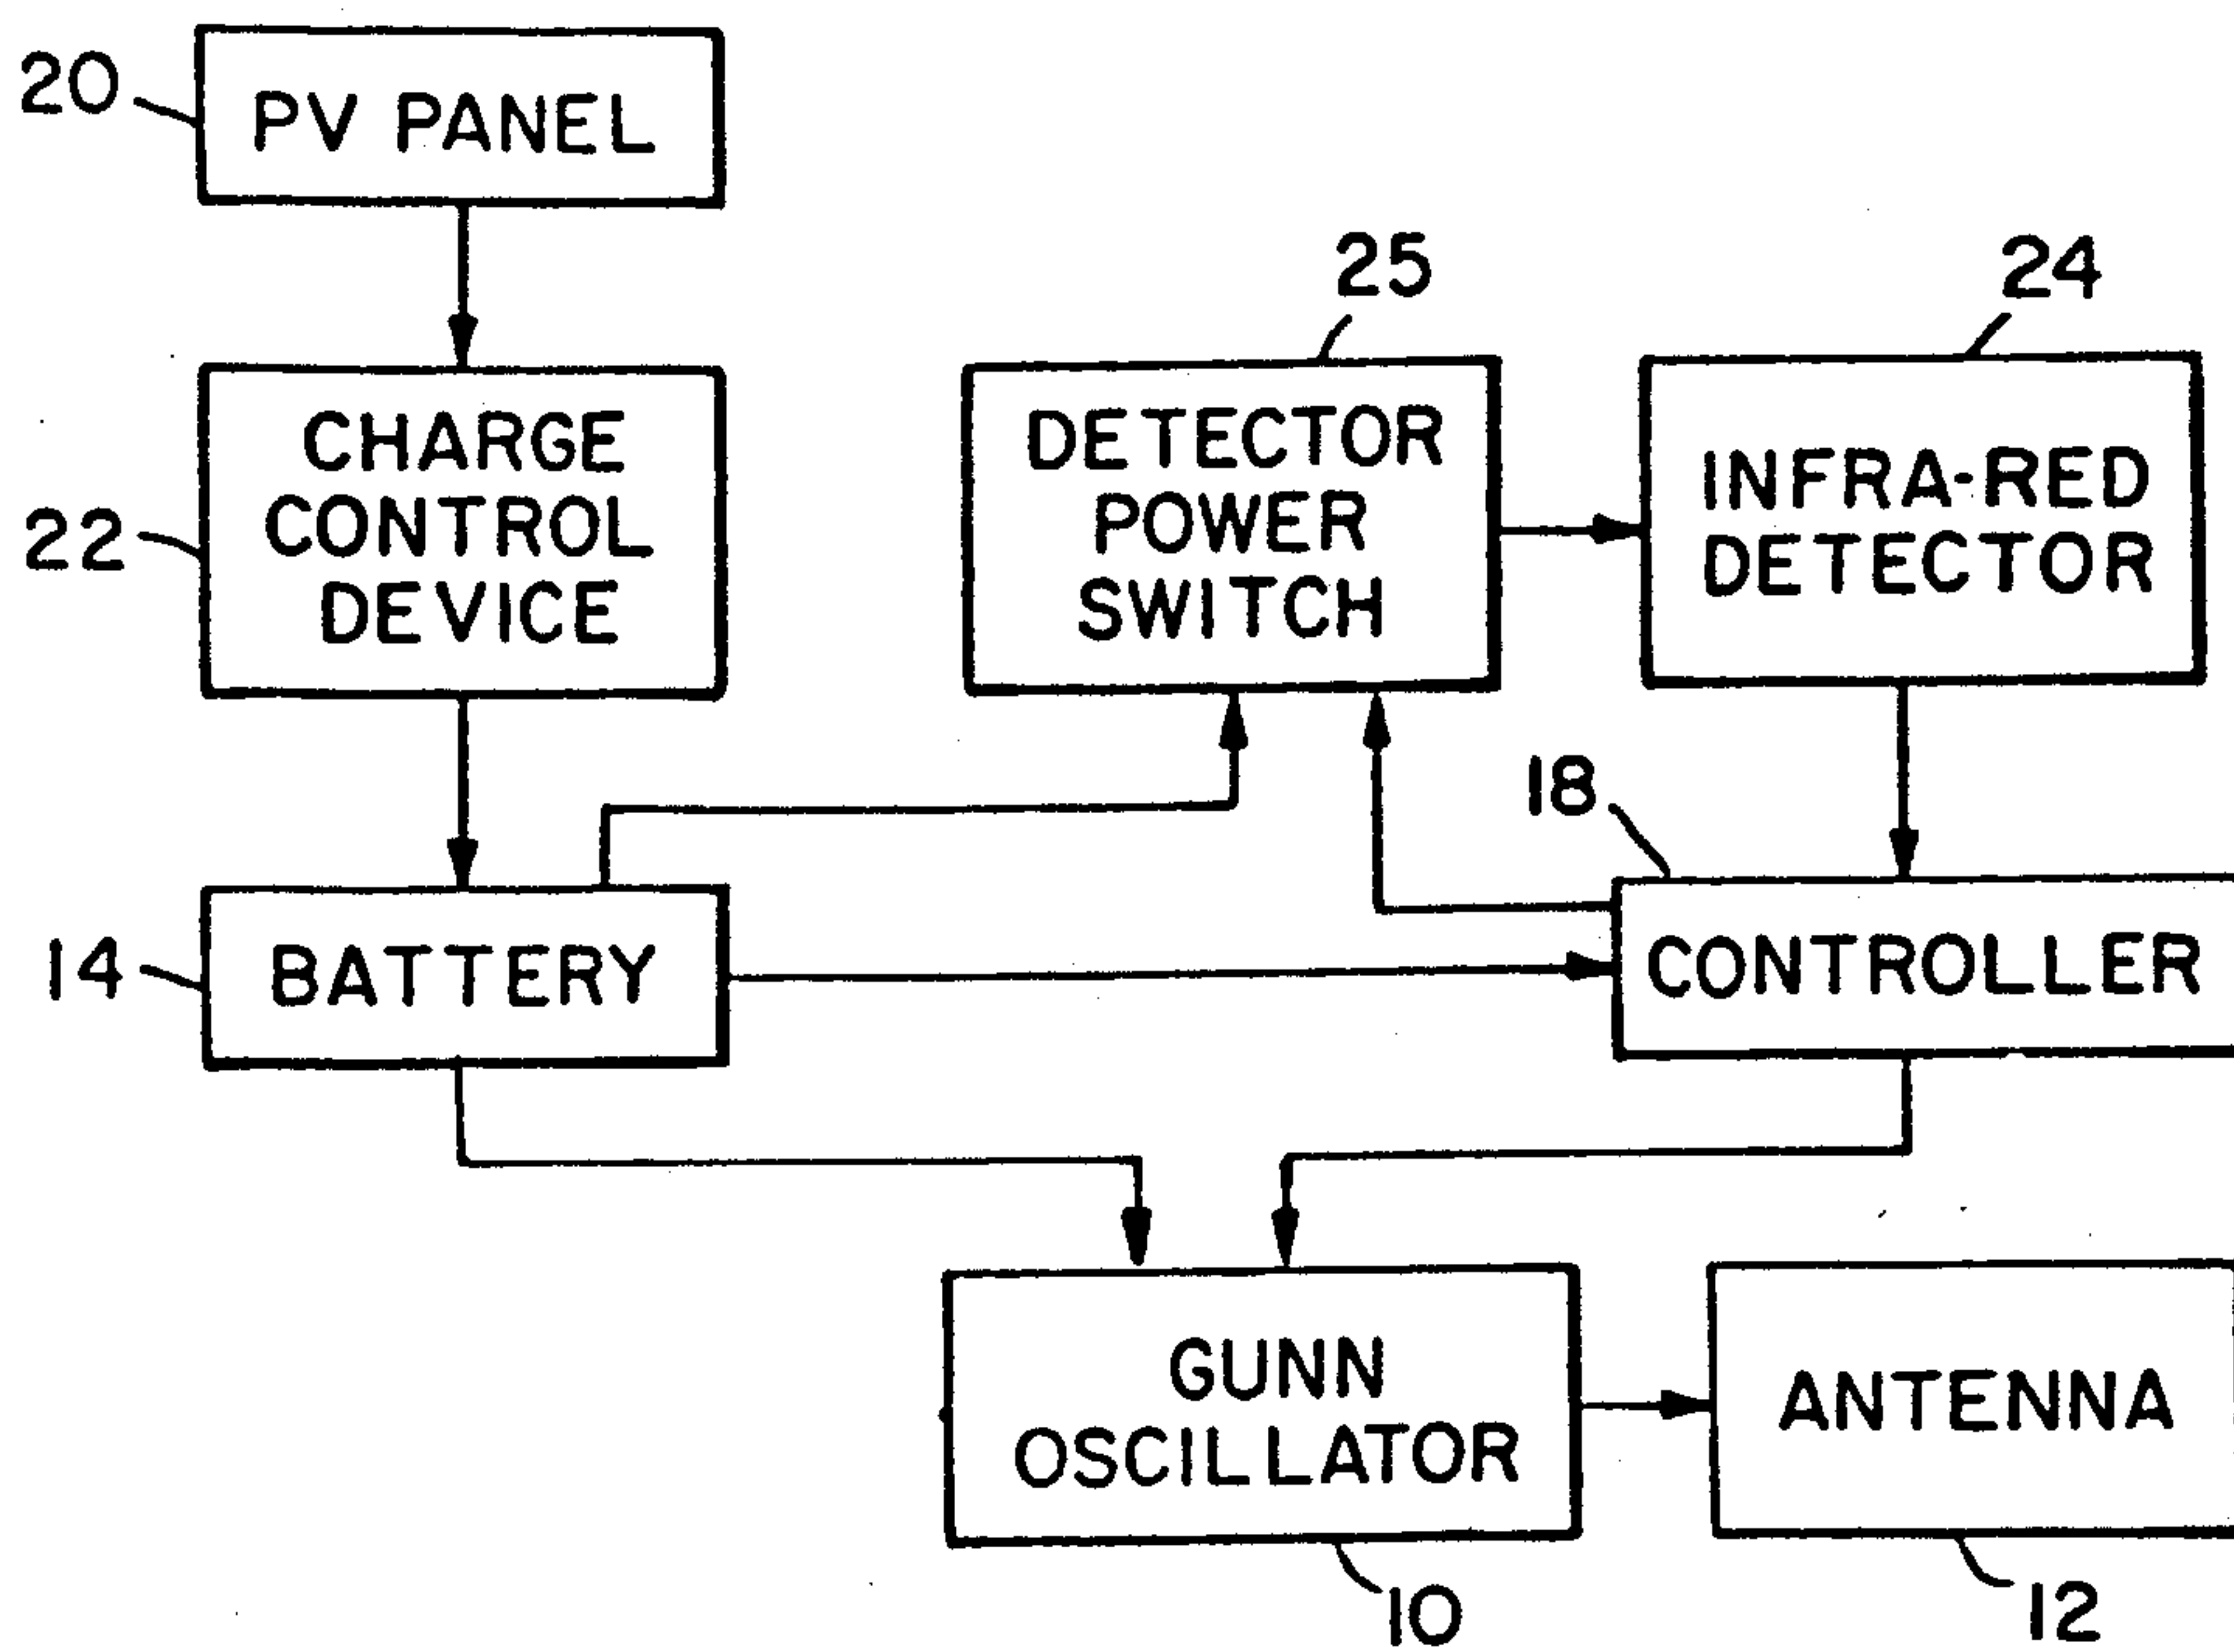 20
PV PANEL
25
24
CHARGE
CONTROL
DEVICE
22
DETECTOR
POWER
SWITCH
INFRA-RED
DETECTOR
18
14
BATTERY
CONTROLLER
GUNN
OSCILLATOR
ANTENNA
10
12